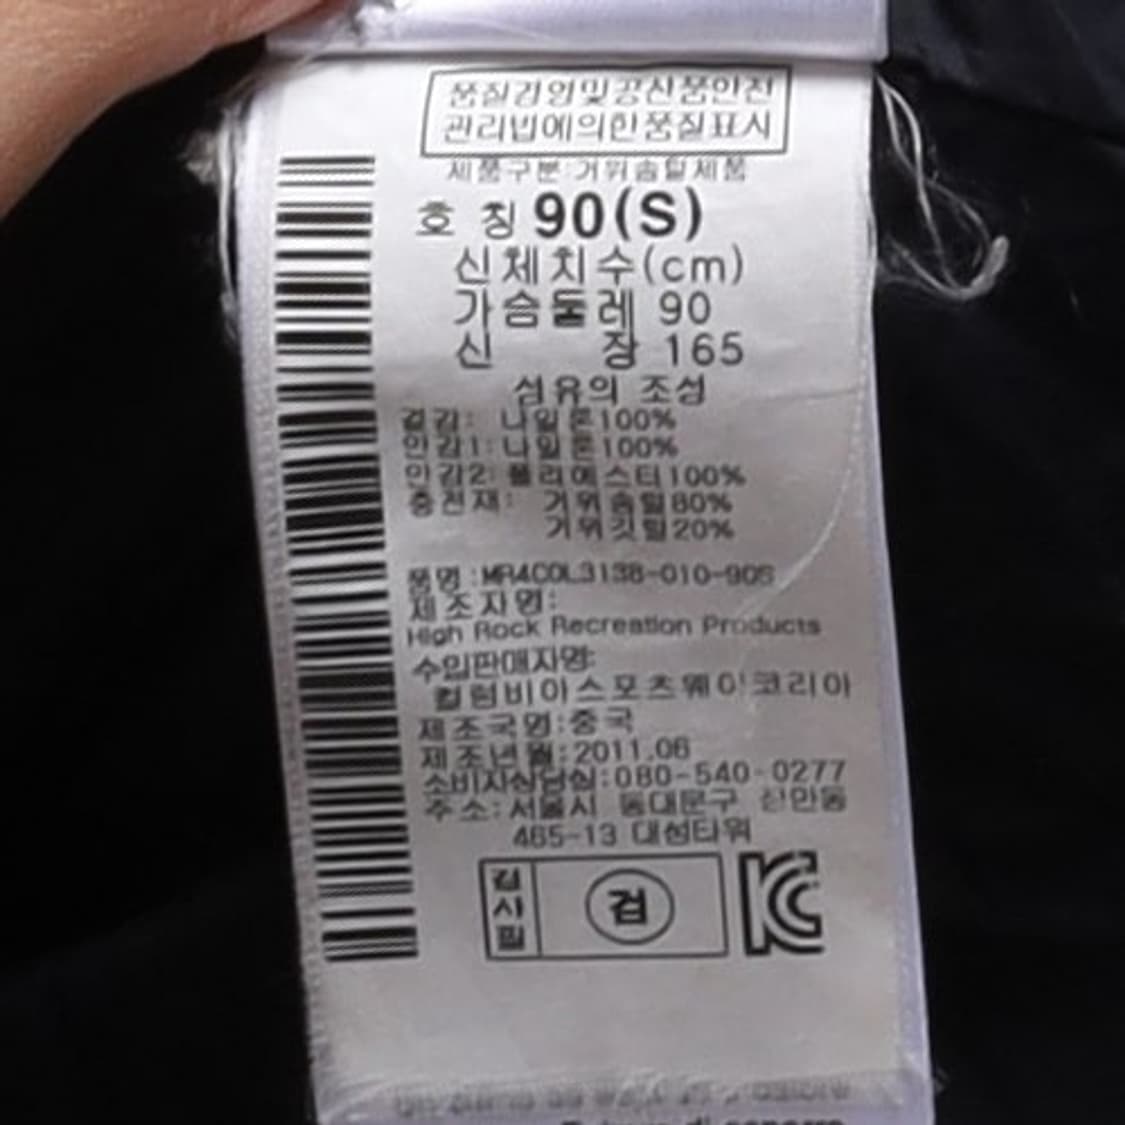 품질경영및공산품안전
관리법에의한품질표시
제품구분:거위솜털제품
호 칭 90(S)
신체치수(cm)
가슴둘레 90
신 장 165
섬유의 조성
겉감: 나일론100%
안감1:나일론100%
안감2:폴리에스터100%
충전재: 거위솜털80%
거위깃털20%
품명:MR4COL3138-010-90S
제조자명:
High Rock Recreation Products
수입판매자명:
컬럼비아스포츠웨어코리아
제조국명:중국
제조년월:2011.06
소비자상담실:080-540-0277
주소:서울시 동대문구 신안동
465-13 대성타워
검사필
검